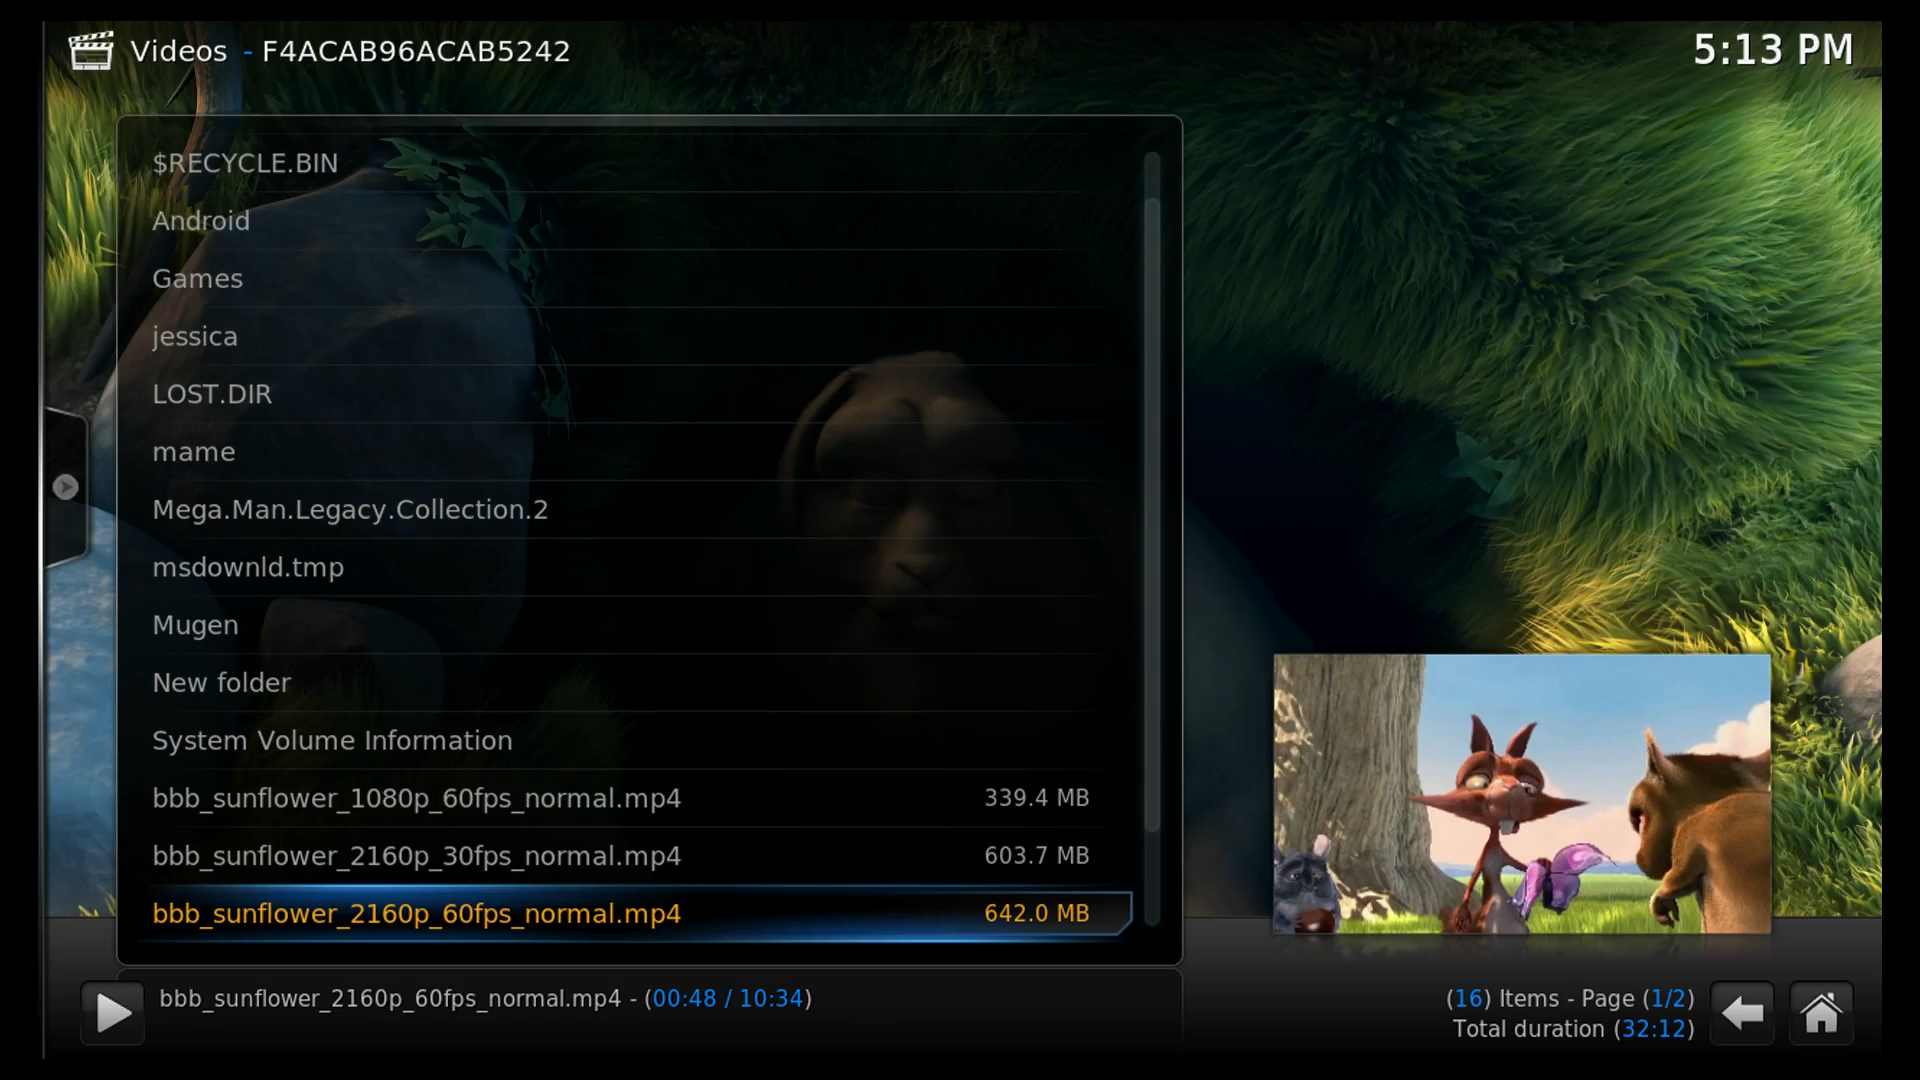 Videos - F4ACAB96ACAB5242
5:13 PM
$RECYCLE.BIN
Android
Games
jessica
LOST.DIR
mame
Mega.Man.Legacy.Collection.2
msdownld.tmp
Mugen
New folder
System Volume Information
bbb_sunflower_1080p_60fps_normal.mp4 339.4 MB
bbb_sunflower_2160p_30fps_normal.mp4 603.7 MB
bbb_sunflower_2160p_60fps_normal.mp4 642.0 MB
bbb_sunflower_2160p_60fps_normal.mp4 - (00:48 / 10:34)
(16) Items - Page (1/2)
Total duration (32:12)